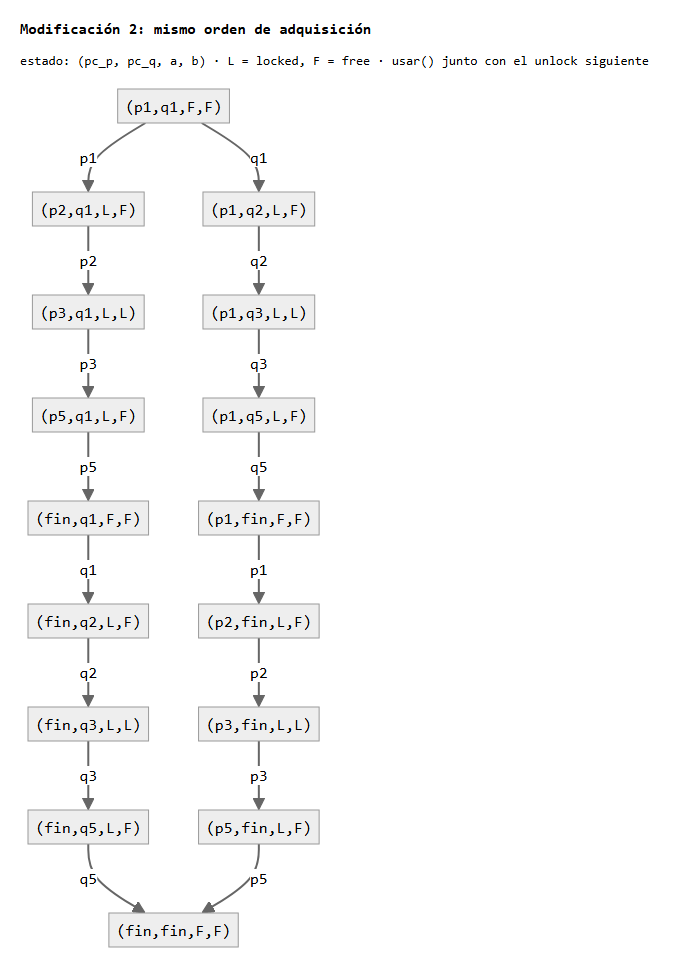 Modificación 2: mismo orden de adquisición
estado: (pc_p, pc_q, a, b) · L = locked, F = free · usar() junto con el unlock siguiente
(p1,q1,F,F)
p1 q1
(p2,q1,L,F) (p1,q2,L,F)
p2 q2
(p3,q1,L,L) (p1,q3,L,L)
p3 q3
(p5,q1,L,F) (p1,q5,L,F)
p5 q5
(fin,q1,F,F) (p1,fin,F,F)
q1 p1
(fin,q2,L,F) (p2,fin,L,F)
q2 p2
(fin,q3,L,L) (p3,fin,L,L)
q3 p3
(fin,q5,L,F) (p5,fin,L,F)
q5 p5
(fin,fin,F,F)